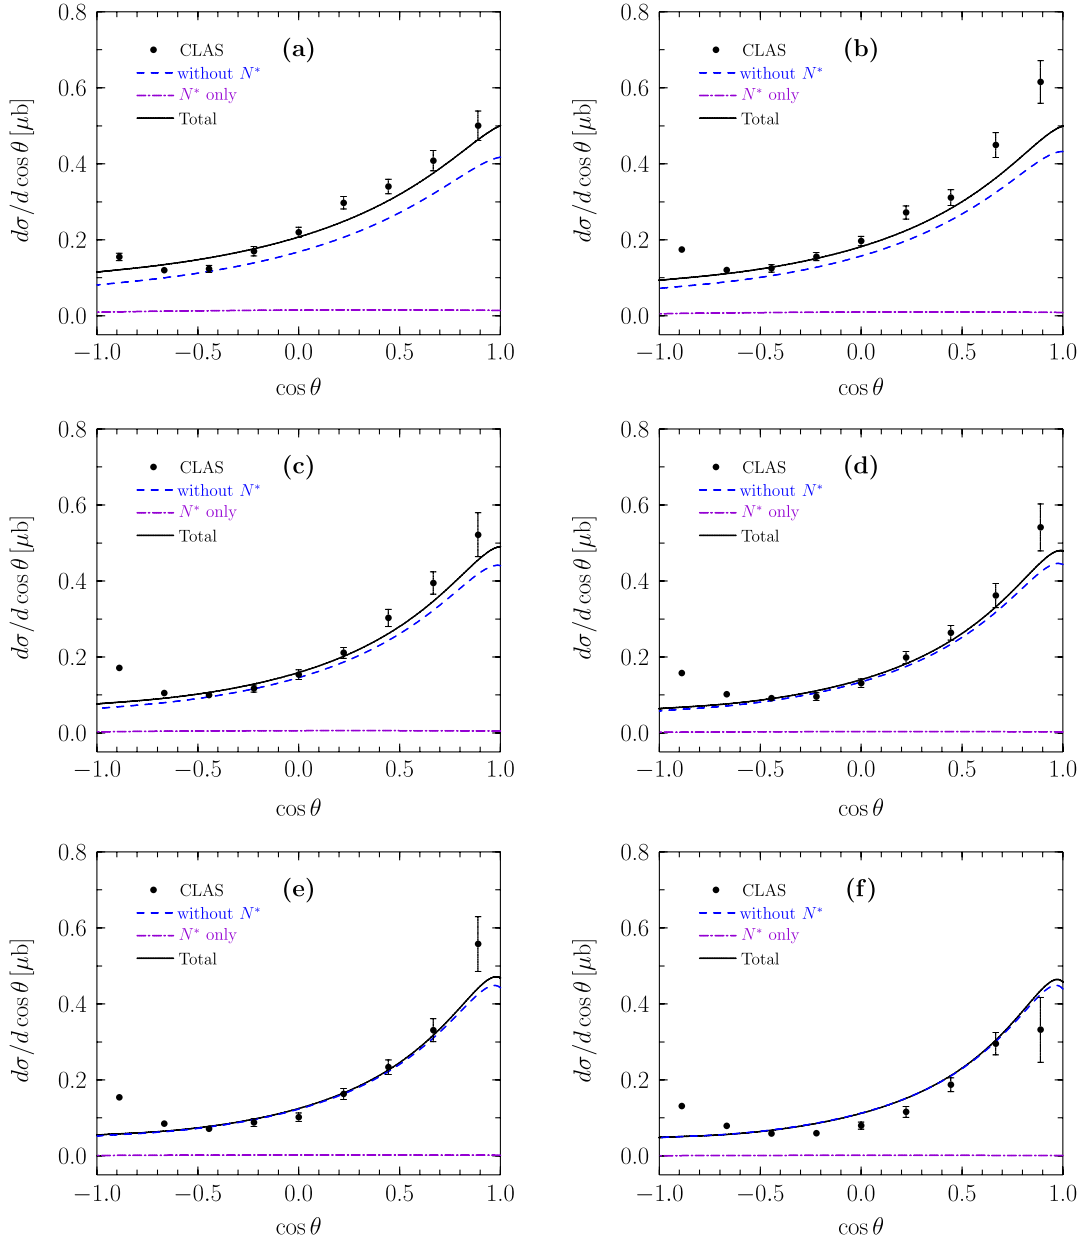 0.8
0.6
0.4
0.2
0.0
dσ/d cos θ [μb]
CLAS
without N*
N* only
Total
(a)
−1.0 −0.5 0.0 0.5 1.0
cos θ
0.8
0.6
0.4
0.2
0.0
dσ/d cos θ [μb]
CLAS
without N*
N* only
Total
(b)
−1.0 −0.5 0.0 0.5 1.0
cos θ
0.8
0.6
0.4
0.2
0.0
dσ/d cos θ [μb]
CLAS
without N*
N* only
Total
(c)
−1.0 −0.5 0.0 0.5 1.0
cos θ
0.8
0.6
0.4
0.2
0.0
dσ/d cos θ [μb]
CLAS
without N*
N* only
Total
(d)
−1.0 −0.5 0.0 0.5 1.0
cos θ
0.8
0.6
0.4
0.2
0.0
dσ/d cos θ [μb]
CLAS
without N*
N* only
Total
(e)
−1.0 −0.5 0.0 0.5 1.0
cos θ
0.8
0.6
0.4
0.2
0.0
dσ/d cos θ [μb]
CLAS
without N*
N* only
Total
(f)
−1.0 −0.5 0.0 0.5 1.0
cos θ